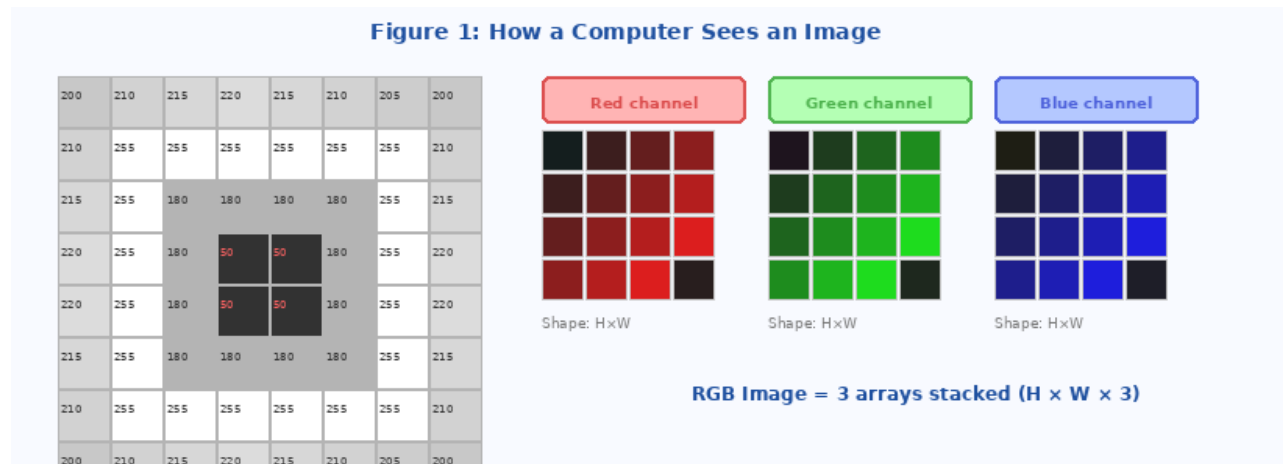 Figure 1: How a Computer Sees an Image
200 210 215 220 215 210 205 200
210 255 255 255 255 255 255 210
215 255 180 180 180 180 255 215
220 255 180 50 50 180 255 220
220 255 180 50 50 180 255 220
215 255 180 180 180 180 255 215
210 255 255 255 255 255 255 210
200 210 215 220 215 210 205 200
Red channel
Shape: H×W
Green channel
Shape: H×W
Blue channel
Shape: H×W
RGB Image = 3 arrays stacked (H × W × 3)